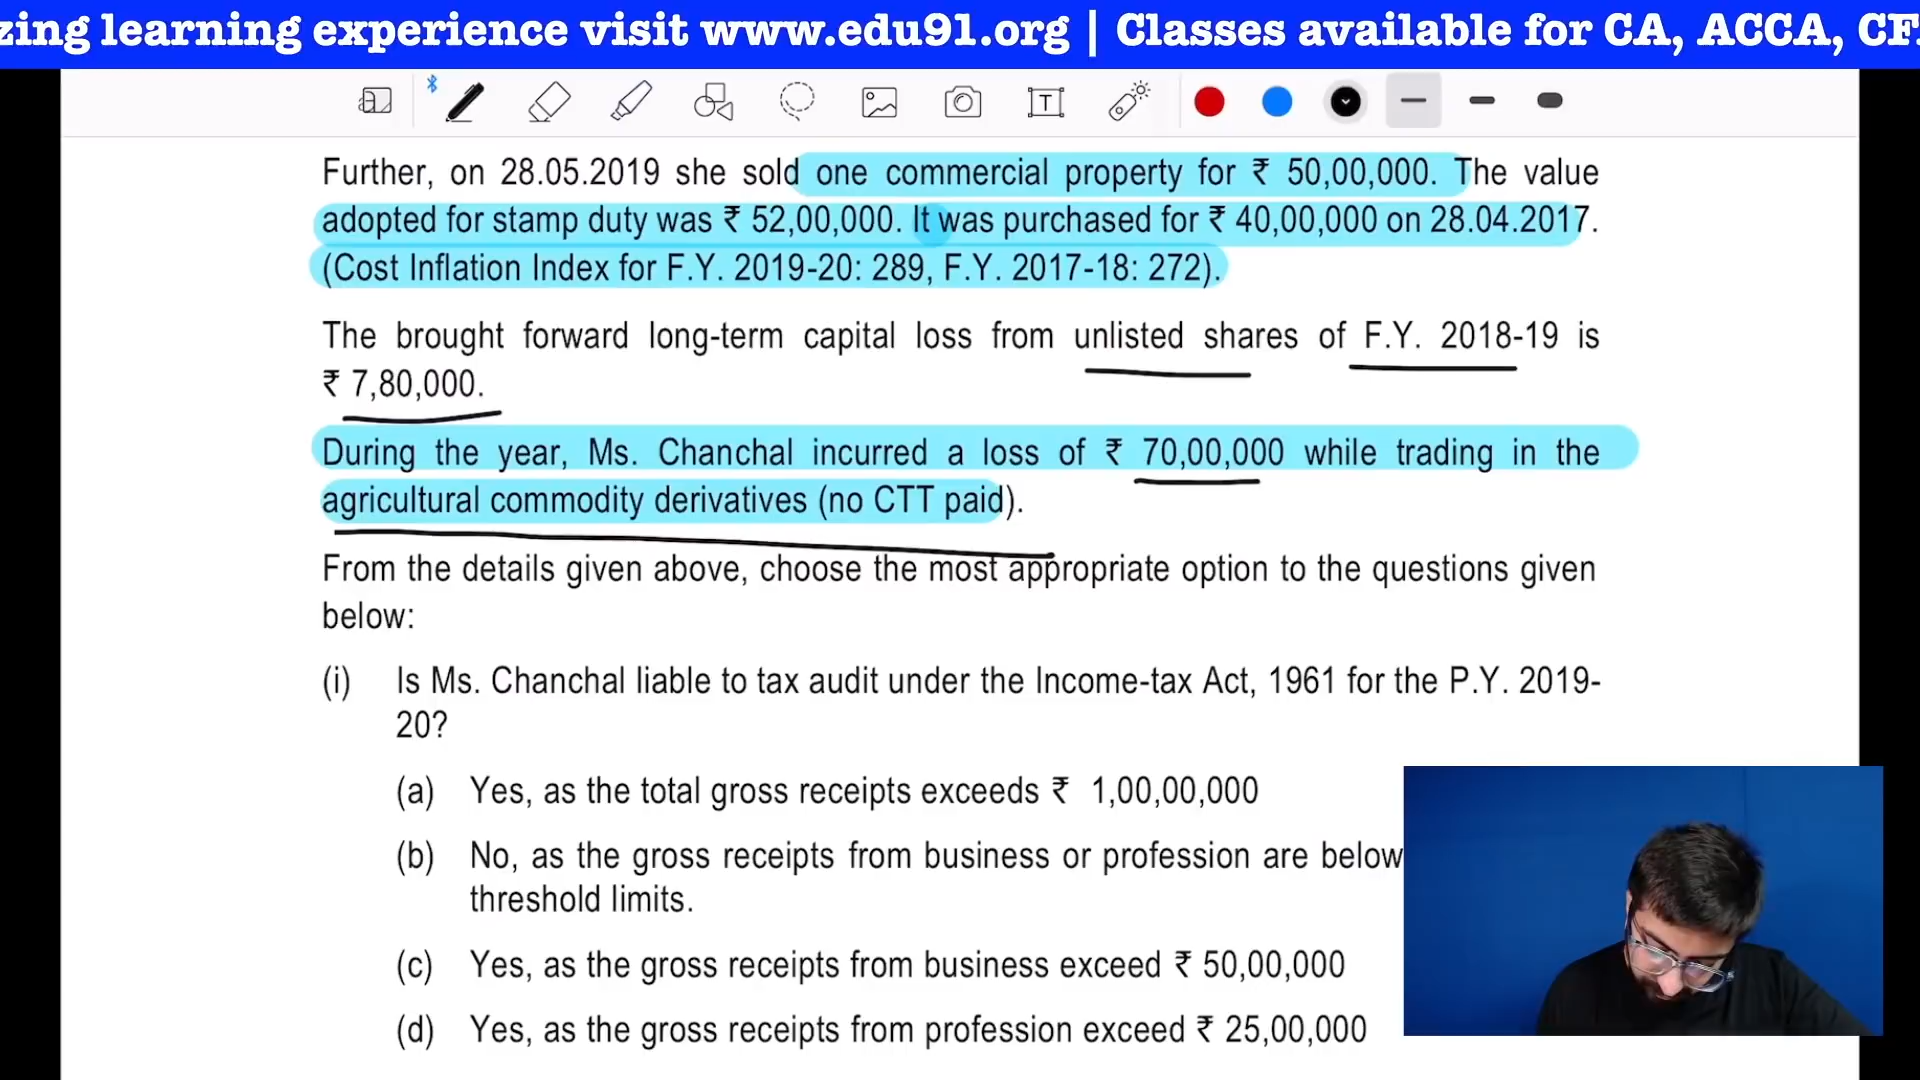 zing learning experience visit www.edu91.org | Classes available for CA, ACCA, CF
T
Further, on 28.05.2019 she sold one commercial property for ₹ 50,00,000. The value
adopted for stamp duty was ₹ 52,00,000. It was purchased for ₹ 40,00,000 on 28.04.2017.
(Cost Inflation Index for F.Y. 2019-20: 289, F.Y. 2017-18: 272).
The brought forward long-term capital loss from unlisted shares of F.Y. 2018-19 is
₹ 7,80,000.
During the year, Ms. Chanchal incurred a loss of ₹ 70,00,000 while trading in the
agricultural commodity derivatives (no CTT paid).
From the details given above, choose the most appropriate option to the questions given
below:
(i) Is Ms. Chanchal liable to tax audit under the Income-tax Act, 1961 for the P.Y. 2019-
20?
(a) Yes, as the total gross receipts exceeds ₹ 1,00,00,000
(b) No, as the gross receipts from business or profession are below
threshold limits.
(c) Yes, as the gross receipts from business exceed ₹ 50,00,000
(d) Yes, as the gross receipts from profession exceed ₹ 25,00,000